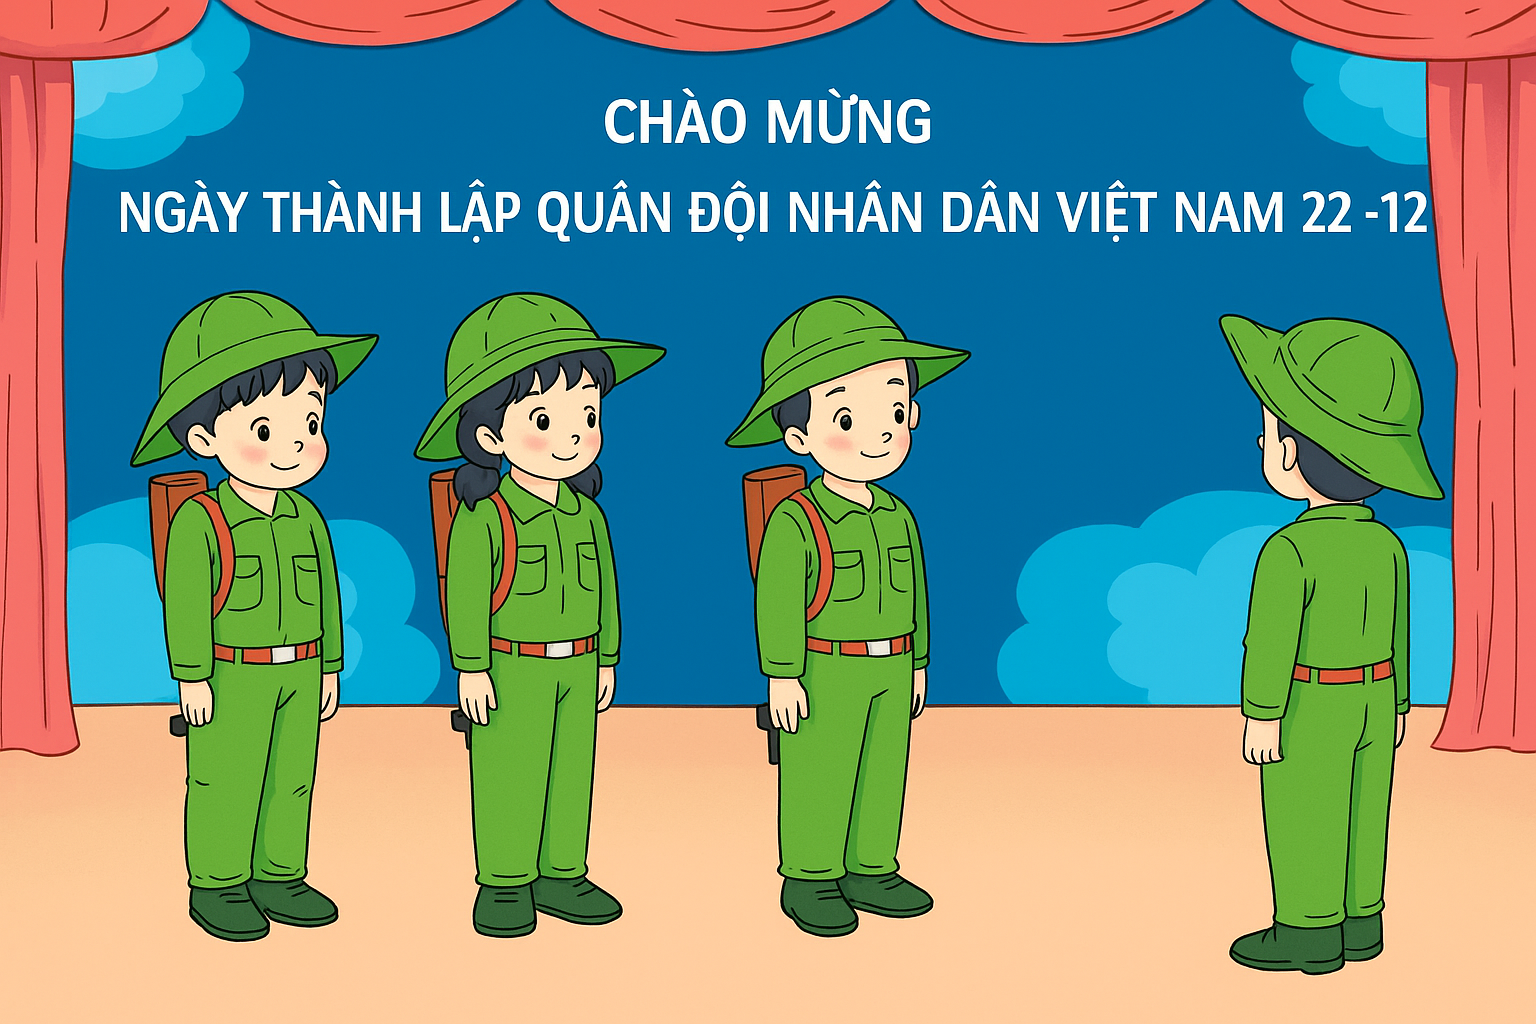 CHÀO MỪNG
NGÀY THÀNH LẬP QUÂN ĐỘI NHÂN DÂN VIỆT NAM 22 -12